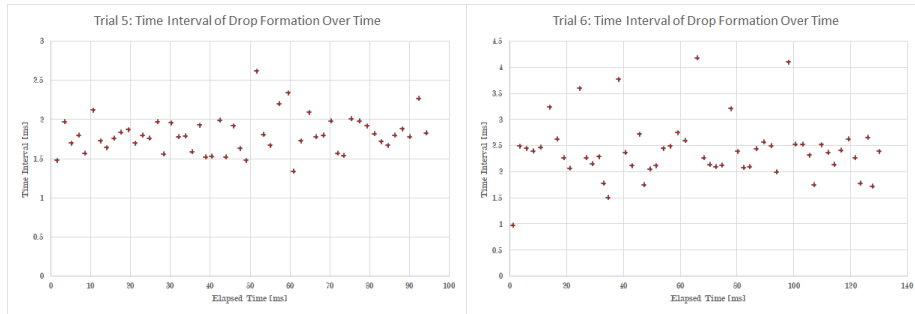 Trial 5: Time Interval of Drop Formation Over Time
3
2.5
2
1.5
1
0.5
0
Time Interval [ms]
0 10 20 30 40 50 60 70 80 90 100
Elapsed Time [ms]
Trial 6: Time Interval of Drop Formation Over Time
4.5
4
3.5
3
2.5
2
1.5
1
0.5
0
Time Interval [ms]
0 20 40 60 80 100 120 140
Elapsed Time [ms]